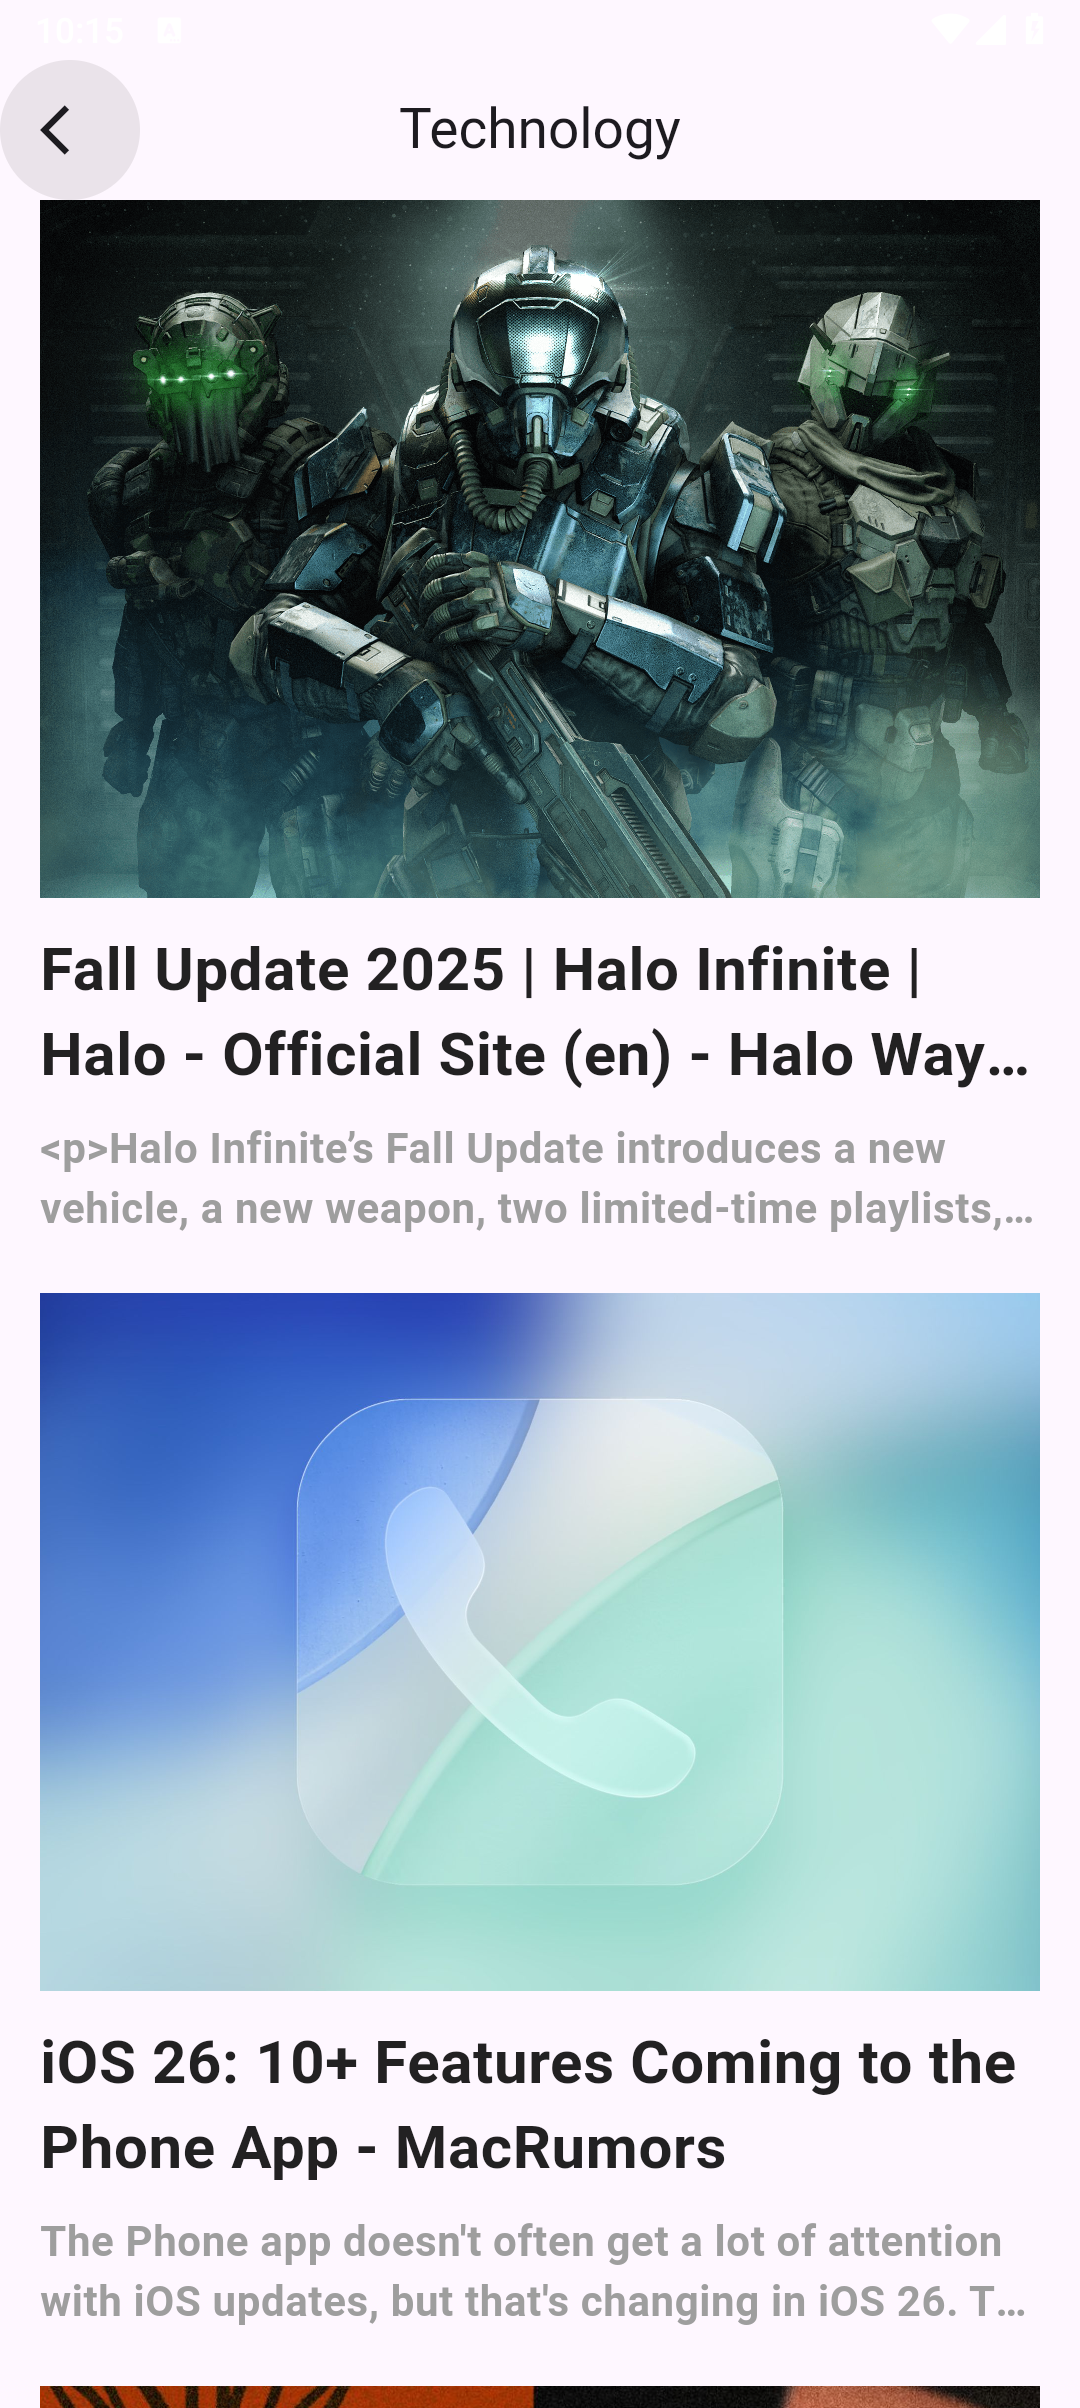 10:15
Technology
Fall Update 2025 | Halo Infinite |
Halo - Official Site (en) - Halo Way…
<p>Halo Infinite’s Fall Update introduces a new
vehicle, a new weapon, two limited-time playlists,…
iOS 26: 10+ Features Coming to the
Phone App - MacRumors
The Phone app doesn't often get a lot of attention
with iOS updates, but that's changing in iOS 26. T…